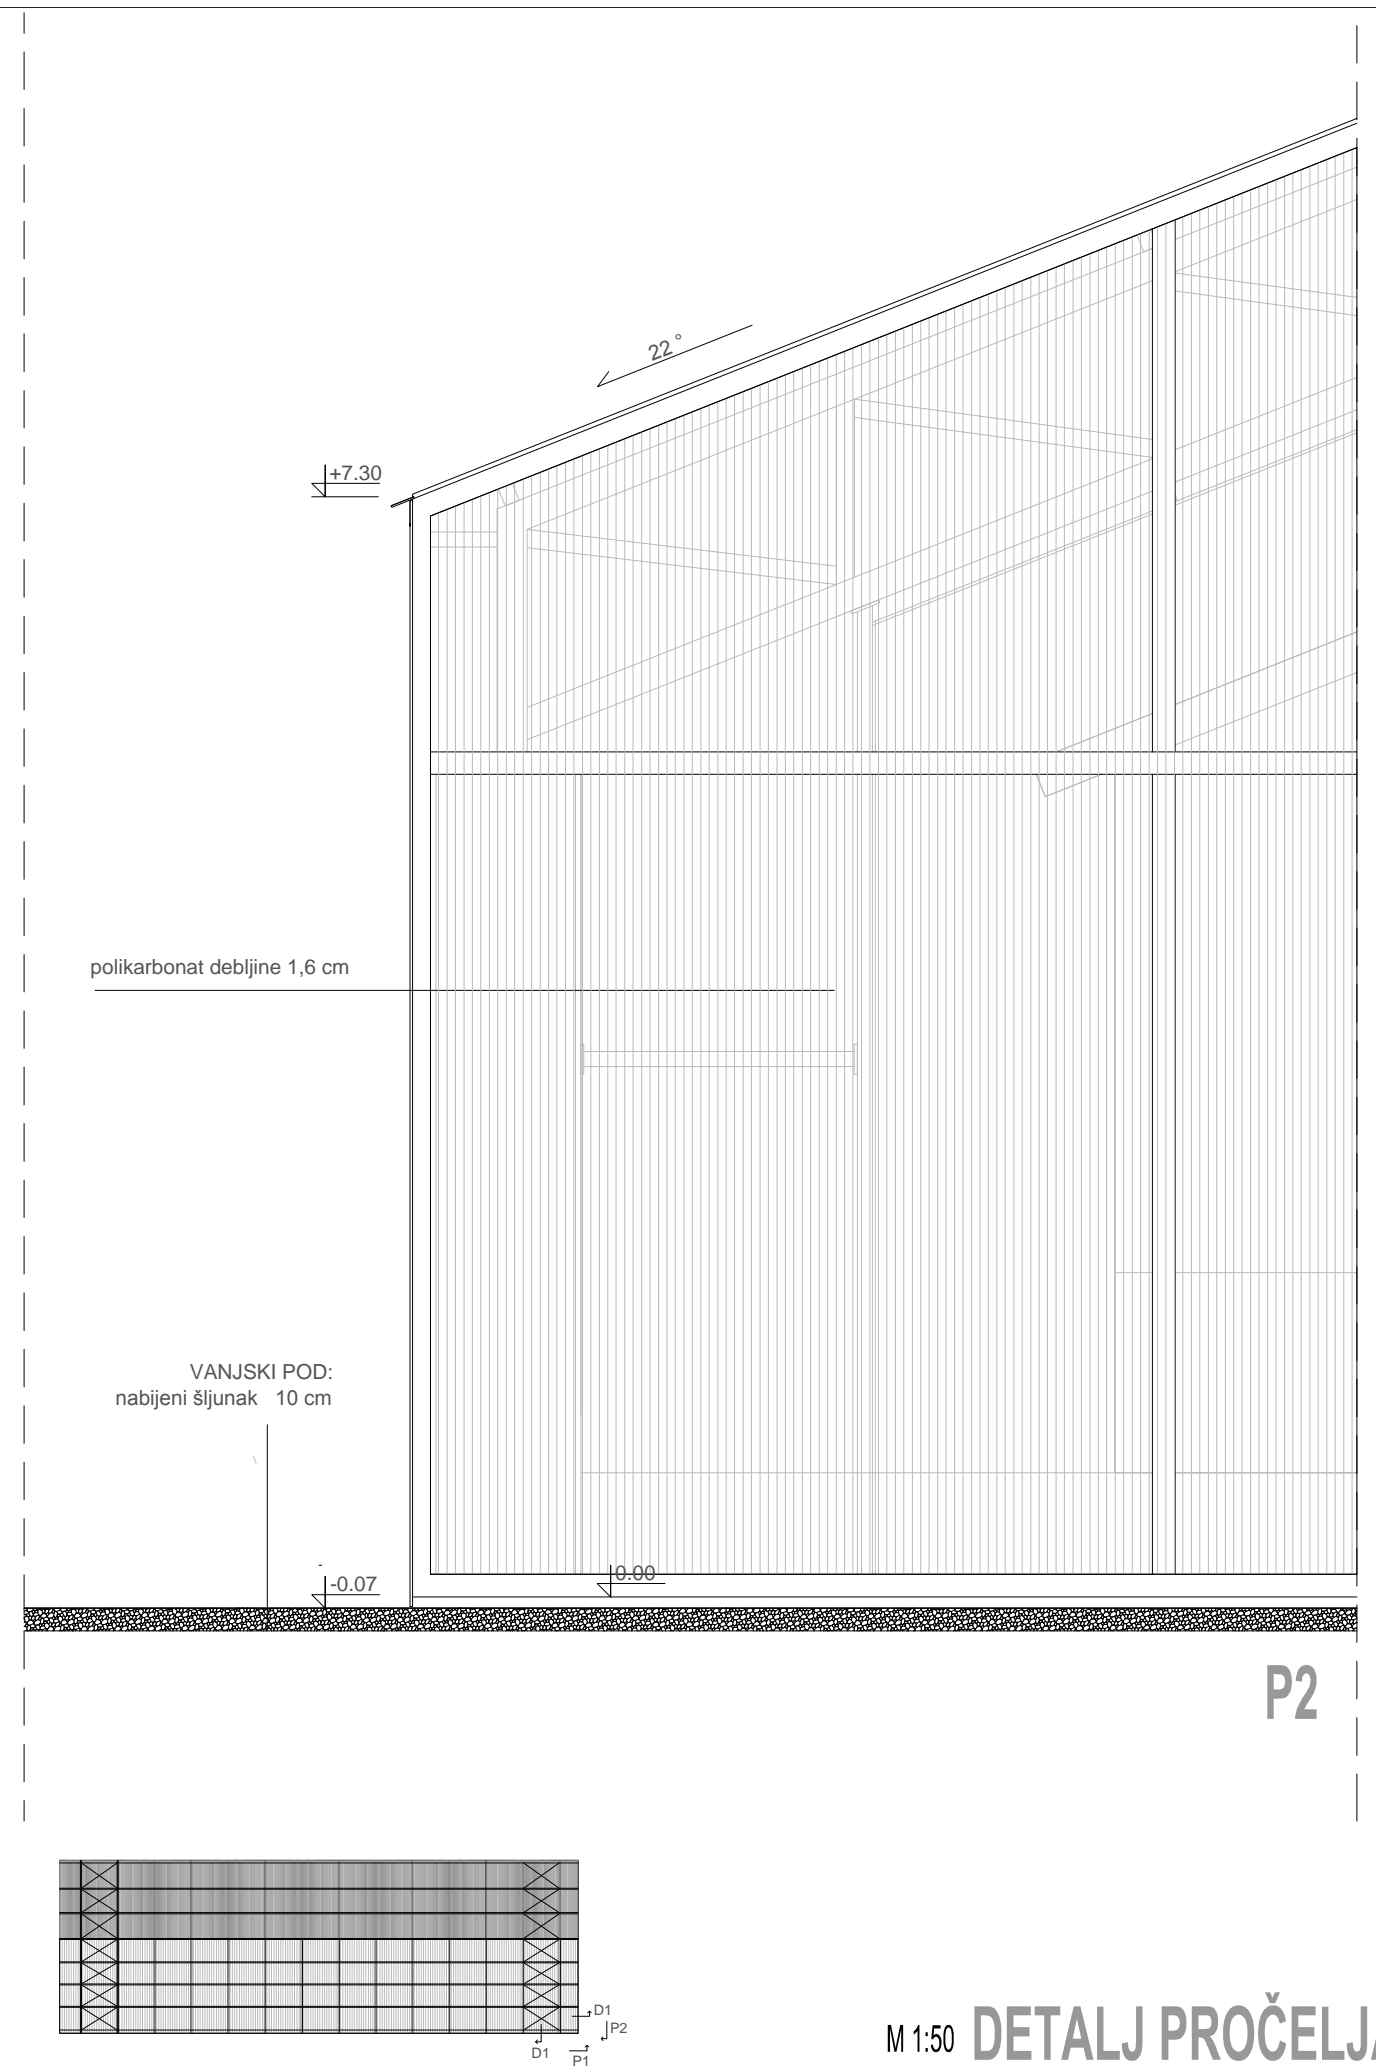 22°
+7.30
polikarbonat debljine 1,6 cm
VANJSKI POD:
nabijeni šljunak 10 cm
-0.07
0.00
P2
D1
P2
D1
P1
M 1:50 DETALJ PROČELJA